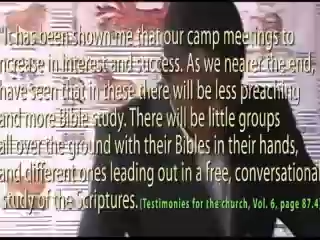 "It has been shown me that our camp meetings to
increase in interest and success. As we nearer the end,
have seen that in these there will be less preaching
and more Bible study. There will be little groups
all over the ground with their Bibles in their hands,
and different ones leading out in a free, conversational
study of the Scriptures. (Testimonies for the church, Vol. 6, page 87.4)